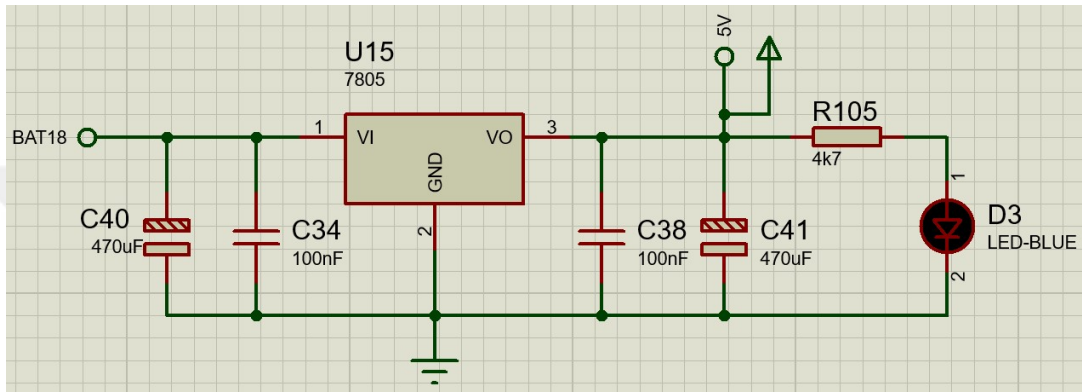 5V
U15
7805
R105
4k7
BAT18
1
VI
VO
3
GND
2
C40
470uF
C34
100nF
C38
100nF
C41
470uF
1
D3
LED-BLUE
2